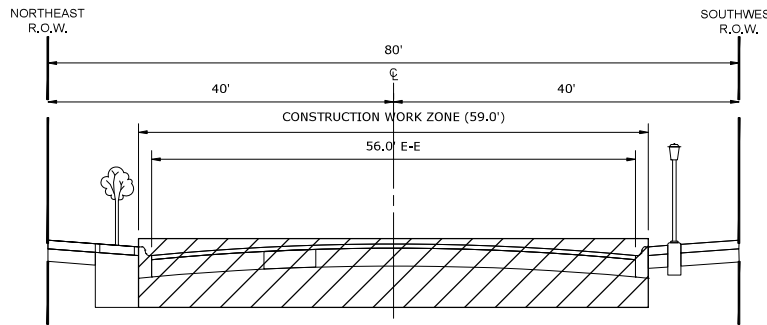 NORTHEAST
R.O.W.
SOUTHWES
R.O.W.
80'
℄
40'
40'
CONSTRUCTION WORK ZONE (59.0')
56.0' E-E